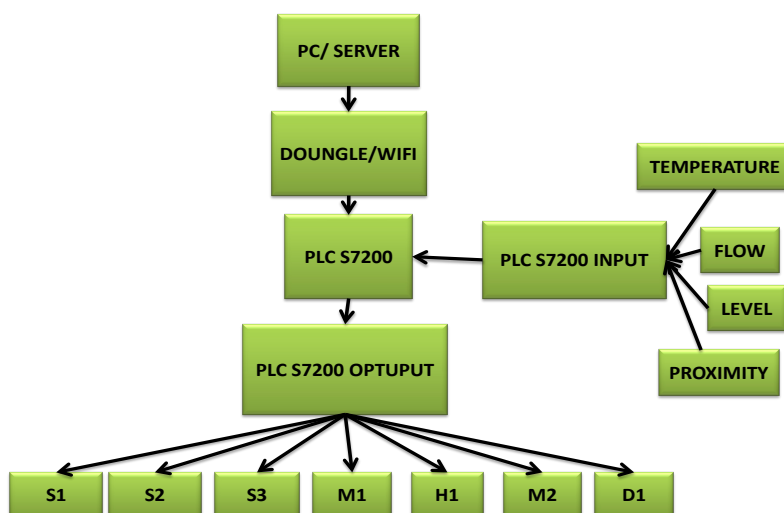 PC/ SERVER
DOUNGLE/WIFI
TEMPERATURE
PLC S7200
PLC S7200 INPUT
FLOW
LEVEL
PLC S7200 OPTUPUT
PROXIMITY
S1
S2
S3
M1
H1
M2
D1